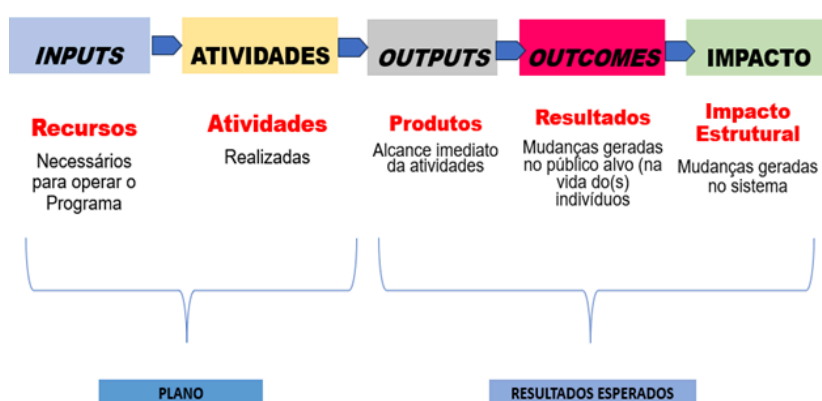 INPUTS
ATIVIDADES
OUTPUTS
OUTCOMES
IMPACTO
Recursos
Necessários
para operar o
Programa
Atividades
Realizadas
Produtos
Alcance imediato
da atividades
Resultados
Mudanças geradas
no público alvo (na
vida do(s)
indivíduos
Impacto
Estrutural
Mudanças geradas
no sistema
PLANO
RESULTADOS ESPERADOS